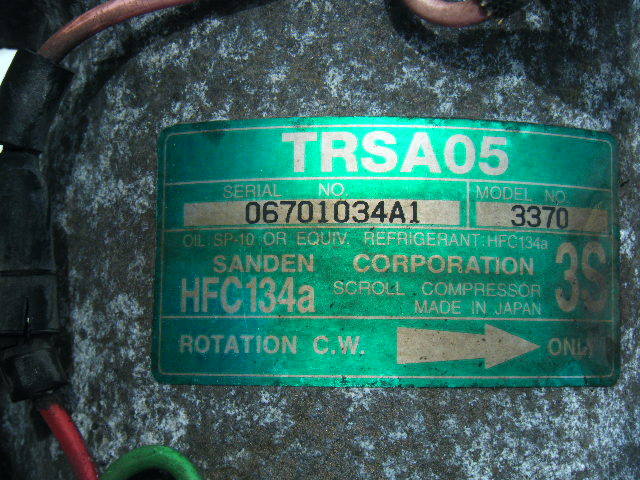 TRSA05
SERIAL NO. MODEL NO.
06701034A1 3370
OIL SP-10 OR EQUIV. REFRIGERANT:HFC134a
SANDEN CORPORATION 3S
HFC134a SCROLL COMPRESSOR
MADE IN JAPAN
ROTATION C.W. ONLY